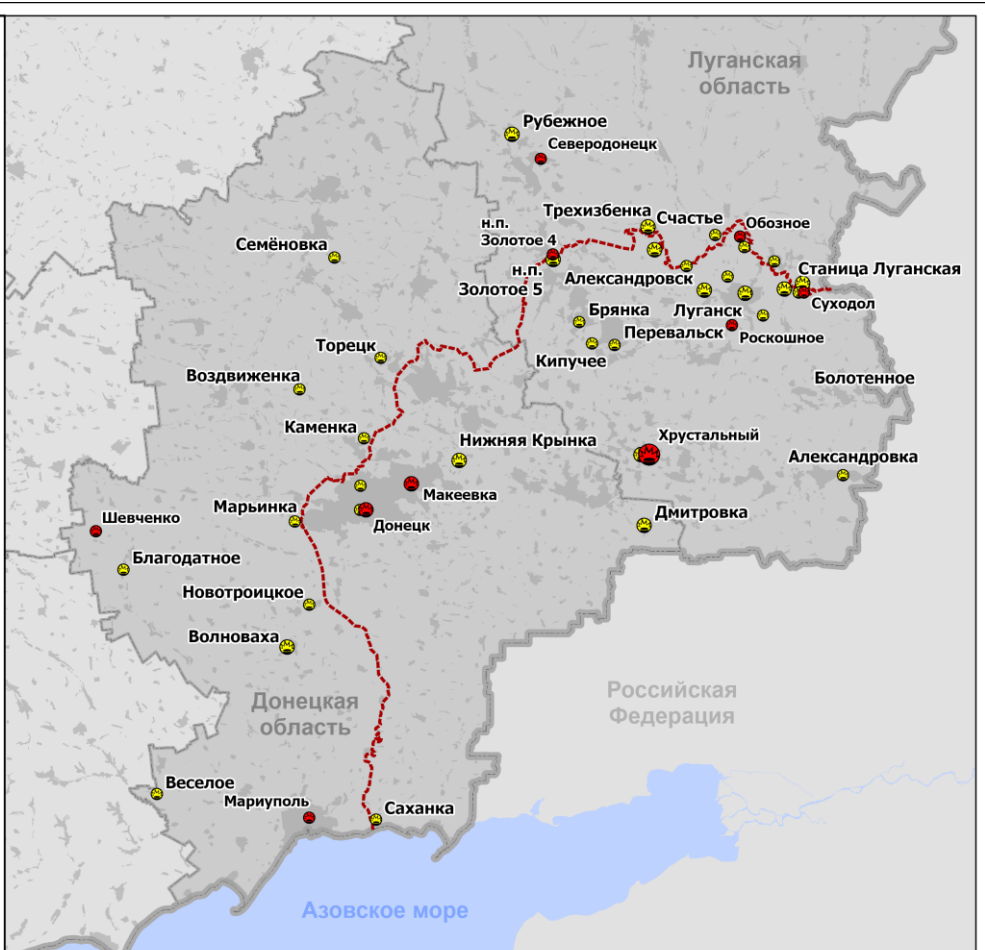 Луганская
область
Рубежное
Северодонецк
Трехизбенка
Счастье
Обозное
н.п.
Золотое 4
Семёновка
н.п.
Золотое 5
Александровск
Станица Луганская
Суходол
Брянка
Луганск
Перевальск
Роскошное
Торецк
Кипучее
Воздвиженка
Болотенное
Каменка
Нижняя Крынка
Хрустальный
Александровка
Макеевка
Марьинка
Донецк
Дмитровка
Шевченко
Благодатное
Новотроицкое
Волноваха
Донецкая
область
Российская
Федерация
Веселое
Мариуполь
Саханка
Азовское море